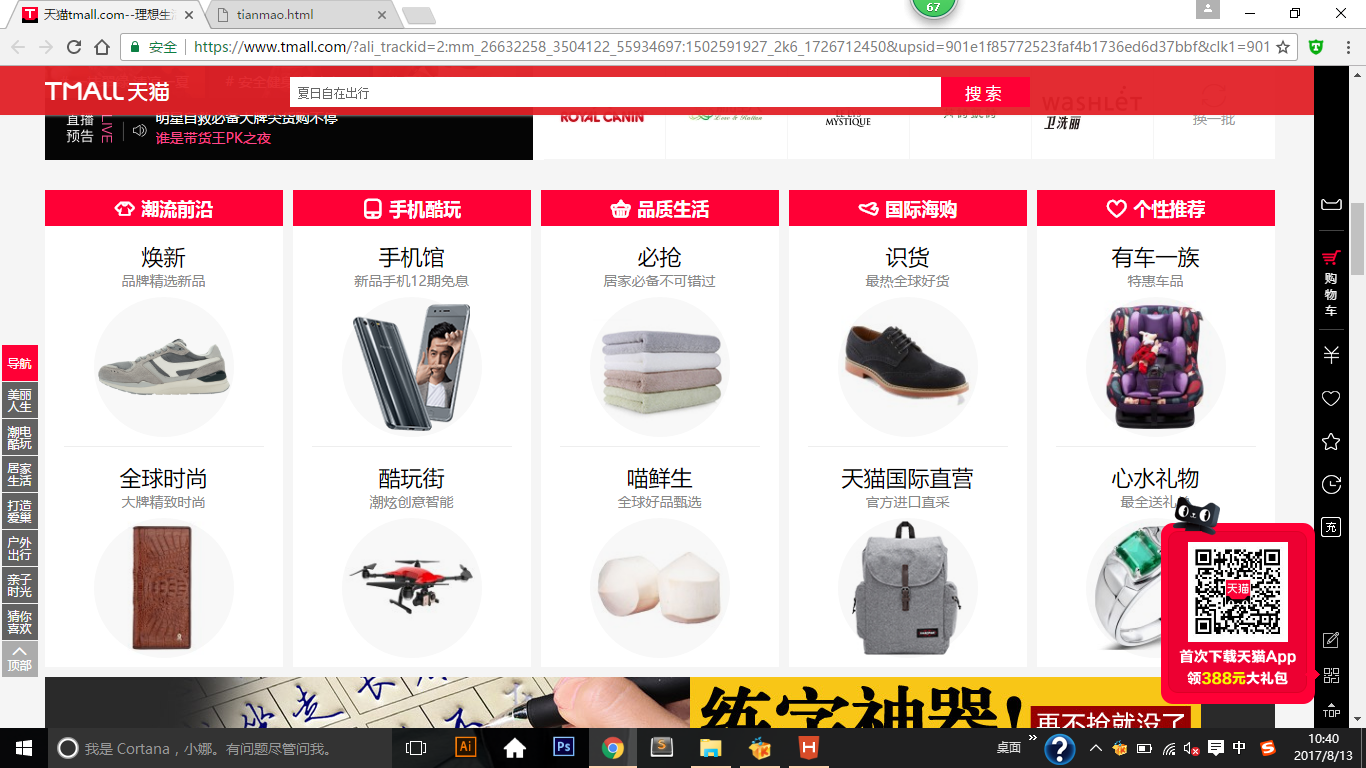 天猫tmall.com--理想生
tianmao.html
67
安全
https://www.tmall.com/?ali_trackid=2:mm_26632258_3504122_55934697:1502591927_2k6_1726712450&upsid=901e1f85772523faf4b1736ed6d37bbf&clk1=901
TMALL天猫
夏日自在出行
搜索
直播
预告
LIVE
明星自救必备大牌尖货购不停
谁是带货王PK之夜
ROYAL CANIN
MYSTIQUE
washlet
卫洗丽
换一批
潮流前沿
手机酷玩
品质生活
国际海购
个性推荐
焕新
品牌精选新品
手机馆
新品手机12期免息
必抢
居家必备不可错过
识货
最热全球好货
有车一族
特惠车品
全球时尚
大牌精致时尚
酷玩街
潮炫创意智能
喵鲜生
全球好品甄选
天猫国际直营
官方进口直采
心水礼物
最全送礼
导航
美丽
人生
潮电
酷玩
居家
生活
打造
爱巢
户外
出行
亲子
时光
猜你
喜欢
顶部
购
物
车
充
天猫
首次下载天猫App
领388元大礼包
TOP
练字神器!
再不抢就没了
我是 Cortana，小娜。有问题尽管问我。
Ai
Ps
S
H
桌面
中
S
10:40
2017/8/13